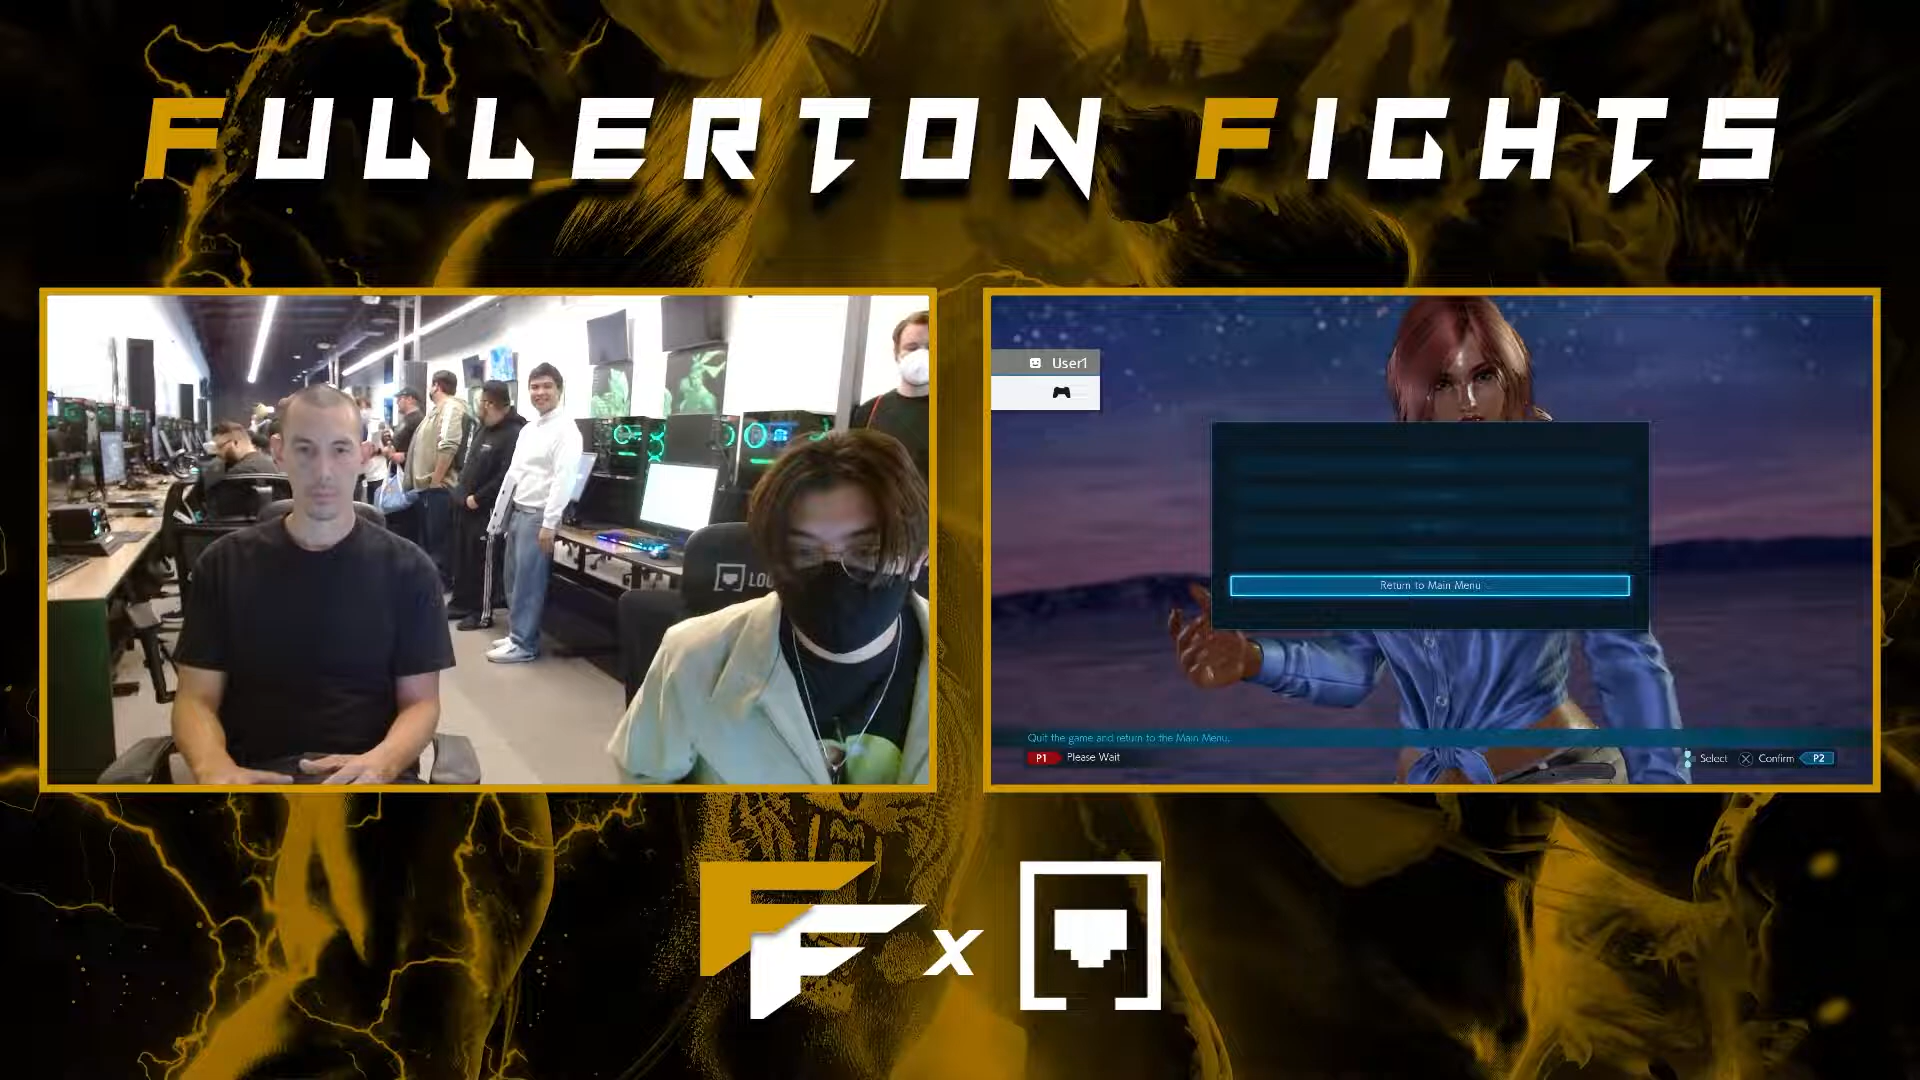 FULLERTON FIGHTS
User1
Return to Main Menu
Quit the game and return to the Main Menu.
P1 Please Wait
Select Confirm P2
FF x